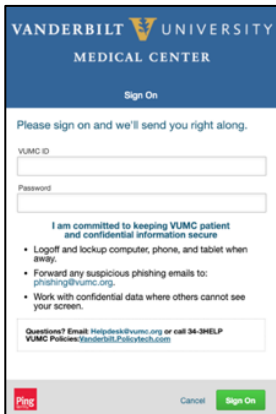 VANDERBILT V UNIVERSITY
MEDICAL CENTER
Sign On
Please sign on and we'll send you right along.
VUMC ID
Password
I am committed to keeping VUMC patient
and confidential information secure
• Logoff and lockup computer, phone, and tablet when
away.
• Forward any suspicious phishing emails to:
phishing@vumc.org.
• Work with confidential data where others cannot see
your screen.
Questions? Email: Helpdesk@vumc.org or call 34-3HELP
VUMC Policies:Vanderbilt.Policytech.com
Ping
Cancel
Sign On